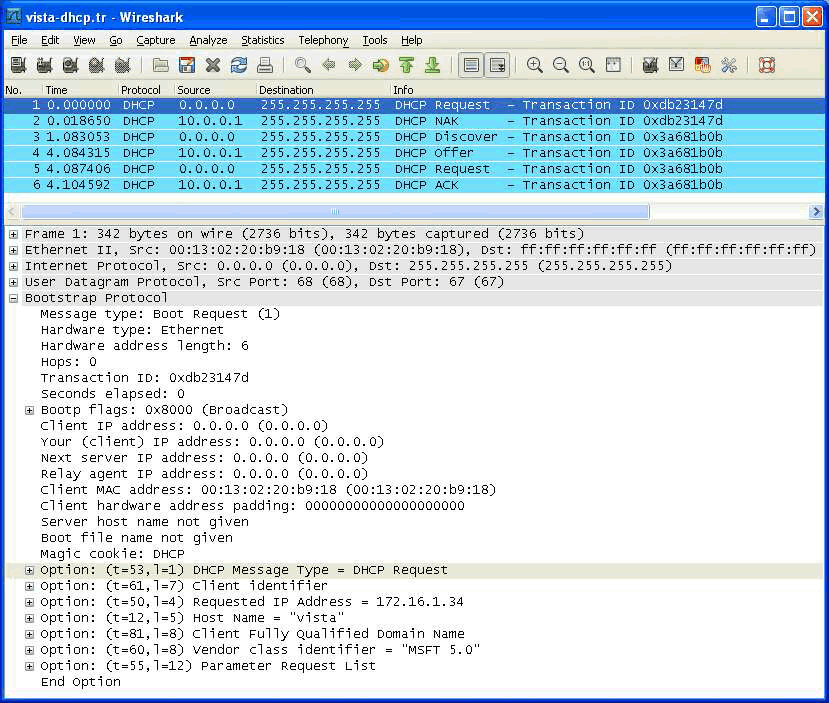 vista-dhcp.tr - Wireshark
File Edit View Go Capture Analyze Statistics Telephony Tools Help
No. Time Protocol Source Destination Info
1 0.000000 DHCP 0.0.0.0 255.255.255.255 DHCP Request - Transaction ID 0xdb23147d
2 0.018650 DHCP 10.0.0.1 255.255.255.255 DHCP NAK - Transaction ID 0xdb23147d
3 1.083053 DHCP 0.0.0.0 255.255.255.255 DHCP Discover - Transaction ID 0x3a681b0b
4 4.084315 DHCP 10.0.0.1 255.255.255.255 DHCP Offer - Transaction ID 0x3a681b0b
5 4.087406 DHCP 0.0.0.0 255.255.255.255 DHCP Request - Transaction ID 0x3a681b0b
6 4.104592 DHCP 10.0.0.1 255.255.255.255 DHCP ACK - Transaction ID 0x3a681b0b
Frame 1: 342 bytes on wire (2736 bits), 342 bytes captured (2736 bits)
Ethernet II, Src: 00:13:02:20:b9:18 (00:13:02:20:b9:18), Dst: ff:ff:ff:ff:ff:ff (ff:ff:ff:ff:ff:ff)
Internet Protocol, Src: 0.0.0.0 (0.0.0.0), Dst: 255.255.255.255 (255.255.255.255)
User Datagram Protocol, Src Port: 68 (68), Dst Port: 67 (67)
Bootstrap Protocol
Message type: Boot Request (1)
Hardware type: Ethernet
Hardware address length: 6
Hops: 0
Transaction ID: 0xdb23147d
Seconds elapsed: 0
Bootp flags: 0x8000 (Broadcast)
Client IP address: 0.0.0.0 (0.0.0.0)
Your (client) IP address: 0.0.0.0 (0.0.0.0)
Next server IP address: 0.0.0.0 (0.0.0.0)
Relay agent IP address: 0.0.0.0 (0.0.0.0)
Client MAC address: 00:13:02:20:b9:18 (00:13:02:20:b9:18)
Client hardware address padding: 00000000000000000000
Server host name not given
Boot file name not given
Magic cookie: DHCP
Option: (t=53,l=1) DHCP Message Type = DHCP Request
Option: (t=61,l=7) Client identifier
Option: (t=50,l=4) Requested IP Address = 172.16.1.34
Option: (t=12,l=5) Host Name = "vista"
Option: (t=81,l=8) Client Fully Qualified Domain Name
Option: (t=60,l=8) Vendor class identifier = "MSFT 5.0"
Option: (t=55,l=12) Parameter Request List
End Option